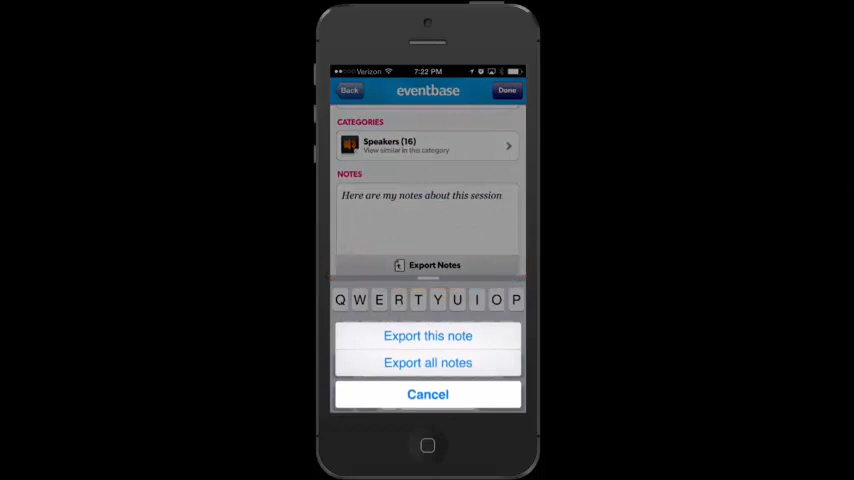 Verizon 7:22 PM
Back eventbase Done
CATEGORIES
Speakers (16)
View similar in this category
NOTES
Here are my notes about this session
Export Notes
Q W E R T Y U I O P
Export this note
Export all notes
Cancel